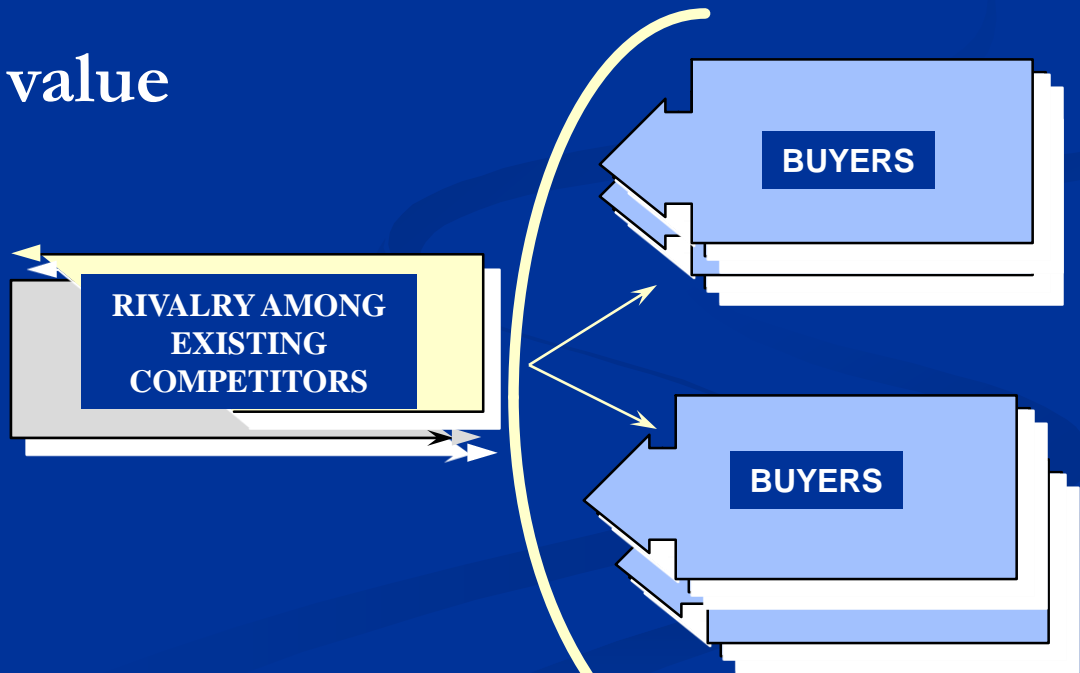 value
BUYERS
RIVALRY AMONG
EXISTING
COMPETITORS
BUYERS